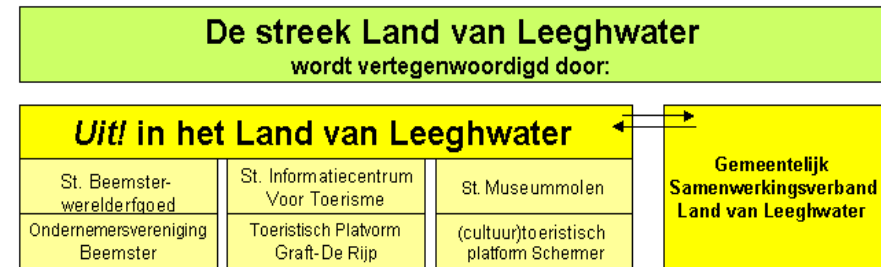 De streek Land van Leeghwater
wordt vertegenwoordigd door:
Uit! in het Land van Leeghwater
St. Beemster-
werelderfgoed
St. Informatiecentrum
Voor Toerisme
St. Museummolen
Ondernemersvereniging
Beemster
Toeristisch Platvorm
Graft-De Rijp
(cultuur)toeristisch
platform Schermer
Gemeentelijk
Samenwerkingsverband
Land van Leeghwater